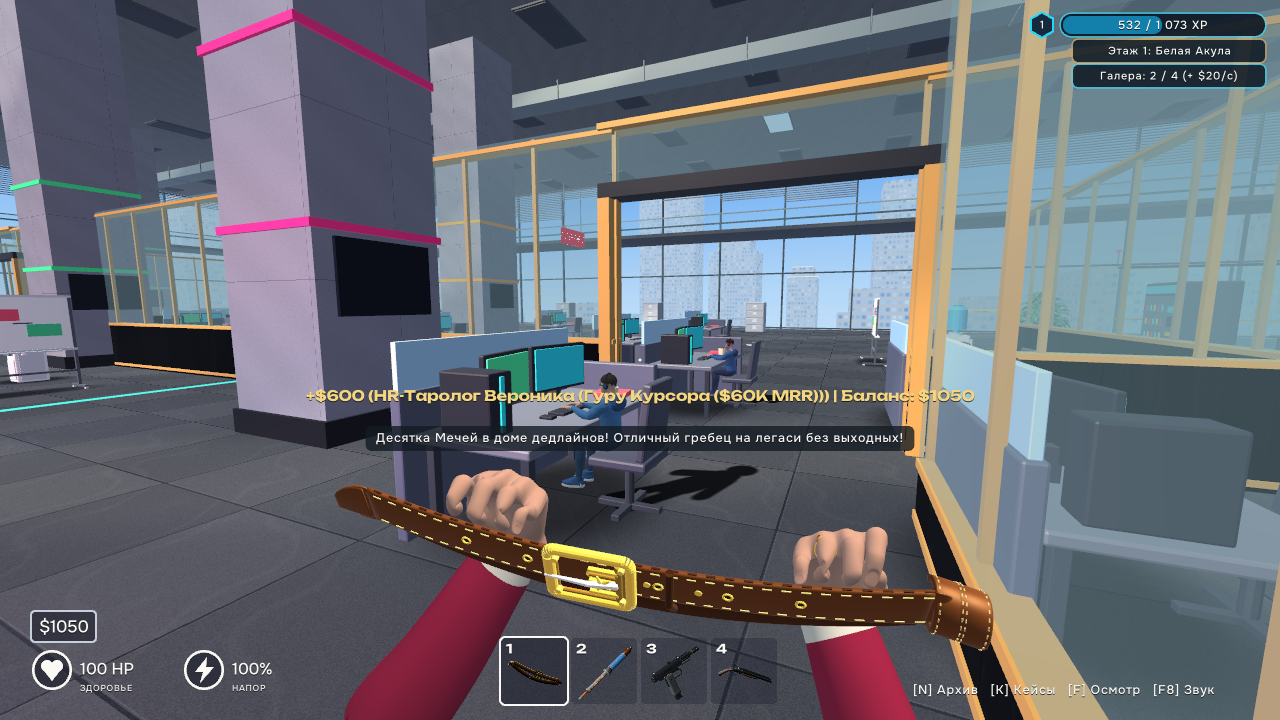 1
532 / 1 073 XP
Этаж 1: Белая Акула
Галера: 2 / 4 (+ $20/с)
+$600 (HR-Таролог Вероника (Гуру Курсора ($60K MRR))) | Баланс: $1050
Десятка Мечей в доме дедлайнов! Отличный гребец на легаси без выходных!
$1050
100 HP
ЗДОРОВЬЕ
100%
НАПОР
1
2
3
4
[N] Архив [K] Кейсы [F] Осмотр [F8] Звук